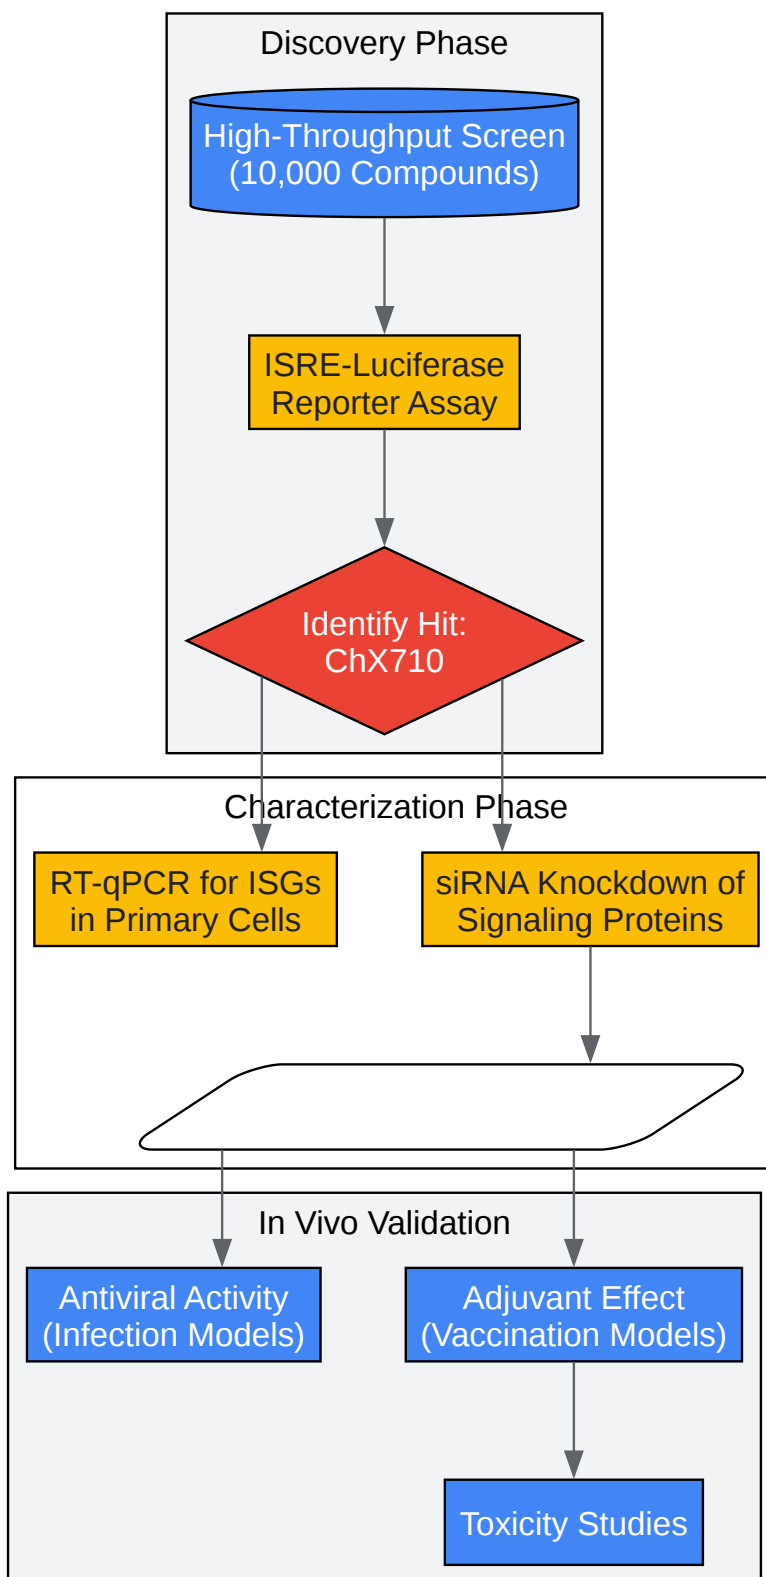 Discovery Phase
High-Throughput Screen
(10,000 Compounds)
ISRE-Luciferase
Reporter Assay
Identify Hit:
ChX710
Characterization Phase
RT-qPCR for ISGs
in Primary Cells
siRNA Knockdown of
Signaling Proteins
In Vivo Validation
Antiviral Activity
(Infection Models)
Adjuvant Effect
(Vaccination Models)
Toxicity Studies